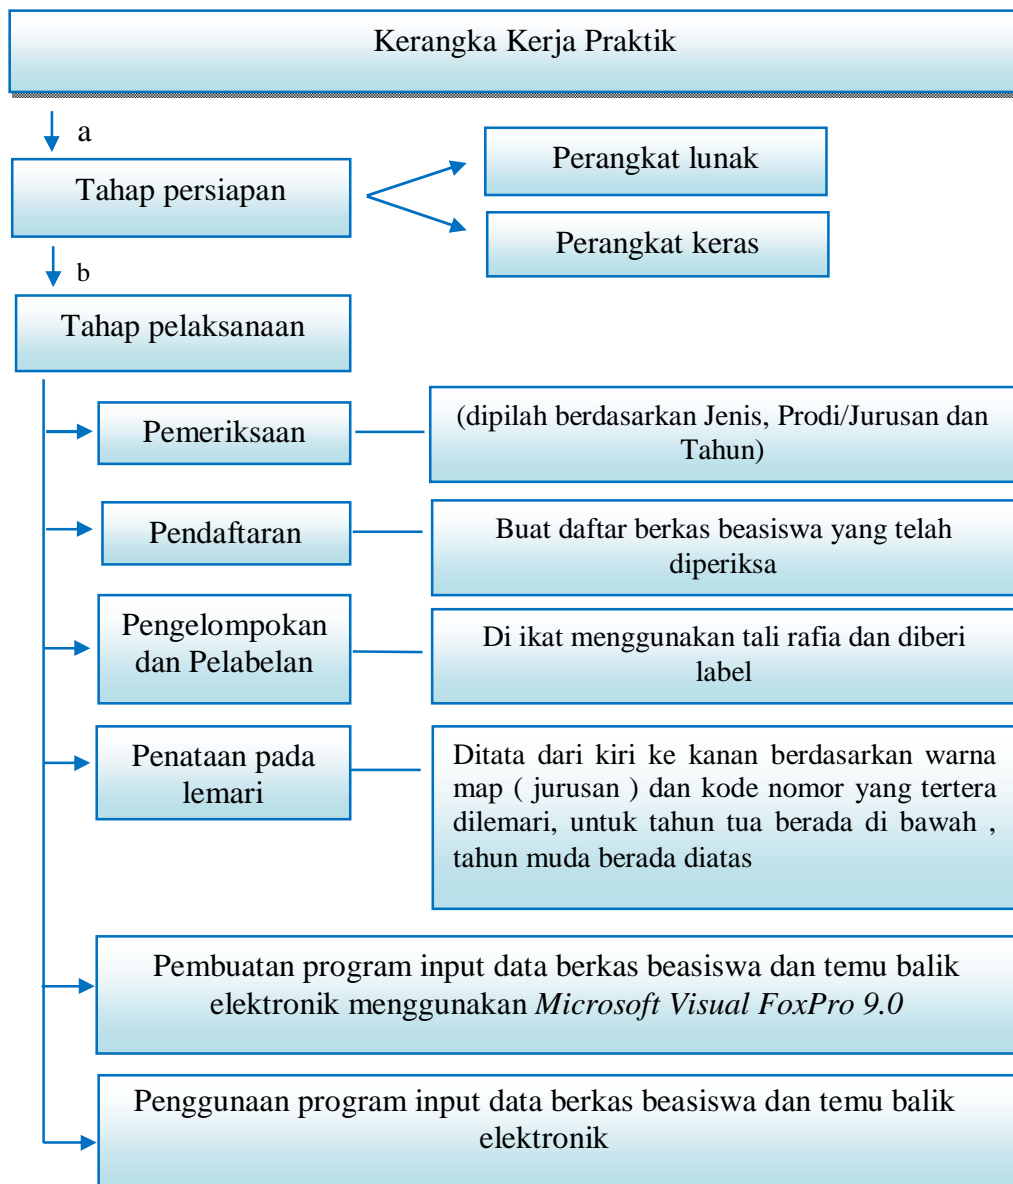 Kerangka Kerja Praktik
a
Tahap persiapan
Perangkat lunak
Perangkat keras
b
Tahap pelaksanaan
Pemeriksaan
(dipilah berdasarkan Jenis, Prodi/Jurusan dan
Tahun)
Pendaftaran
Buat daftar berkas beasiswa yang telah
diperiksa
Pengelompokan
dan Pelabelan
Di ikat menggunakan tali rafia dan diberi
label
Penataan pada
lemari
Ditata dari kiri ke kanan berdasarkan warna
map ( jurusan ) dan kode nomor yang tertera
dilemari, untuk tahun tua berada di bawah ,
tahun muda berada diatas
Pembuatan program input data berkas beasiswa dan temu balik
elektronik menggunakan Microsoft Visual FoxPro 9.0
Penggunaan program input data berkas beasiswa dan temu balik
elektronik